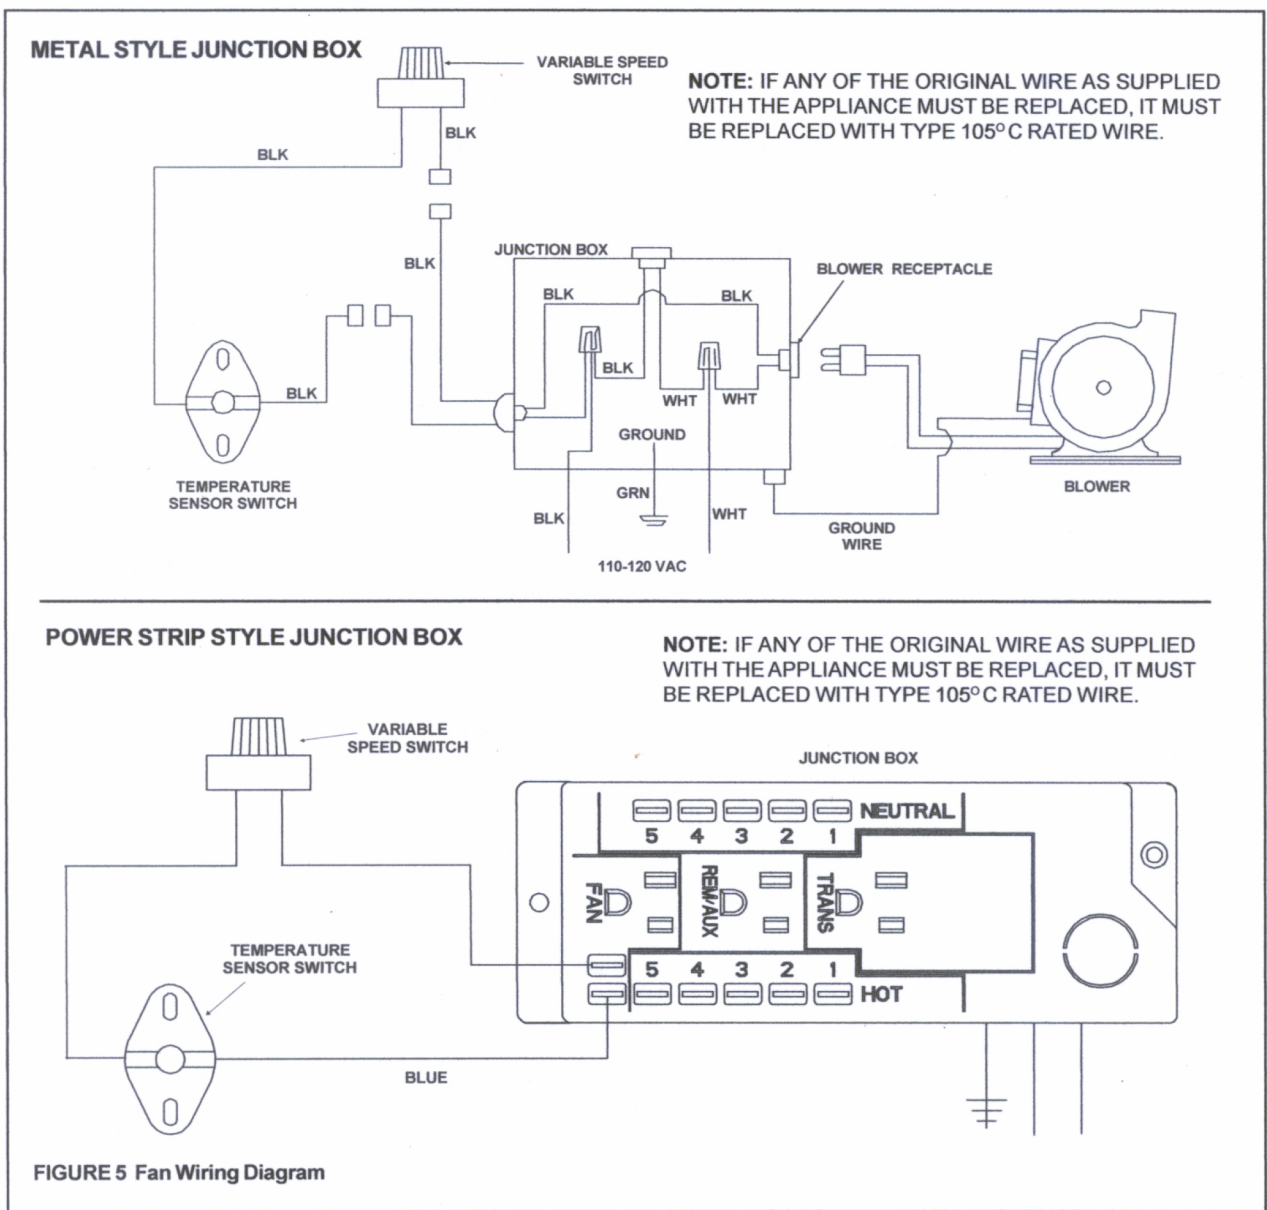 METAL STYLE JUNCTION BOX
VARIABLE SPEED
SWITCH
NOTE: IF ANY OF THE ORIGINAL WIRE AS SUPPLIED
WITH THE APPLIANCE MUST BE REPLACED, IT MUST
BE REPLACED WITH TYPE 105°C RATED WIRE.
BLK
BLK
JUNCTION BOX
BLK
BLOWER RECEPTACLE
BLK
BLK
BLK
BLK
WHT
WHT
GROUND
TEMPERATURE
SENSOR SWITCH
GRN
BLK
WHT
BLOWER
GROUND
WIRE
110-120 VAC
POWER STRIP STYLE JUNCTION BOX
NOTE: IF ANY OF THE ORIGINAL WIRE AS SUPPLIED
WITH THE APPLIANCE MUST BE REPLACED, IT MUST
BE REPLACED WITH TYPE 105°C RATED WIRE.
VARIABLE
SPEED SWITCH
JUNCTION BOX
NEUTRAL
5 4 3 2 1
FAN
REM/AUX
TRANS
TEMPERATURE
SENSOR SWITCH
5 4 3 2 1
HOT
BLUE
FIGURE 5 Fan Wiring Diagram